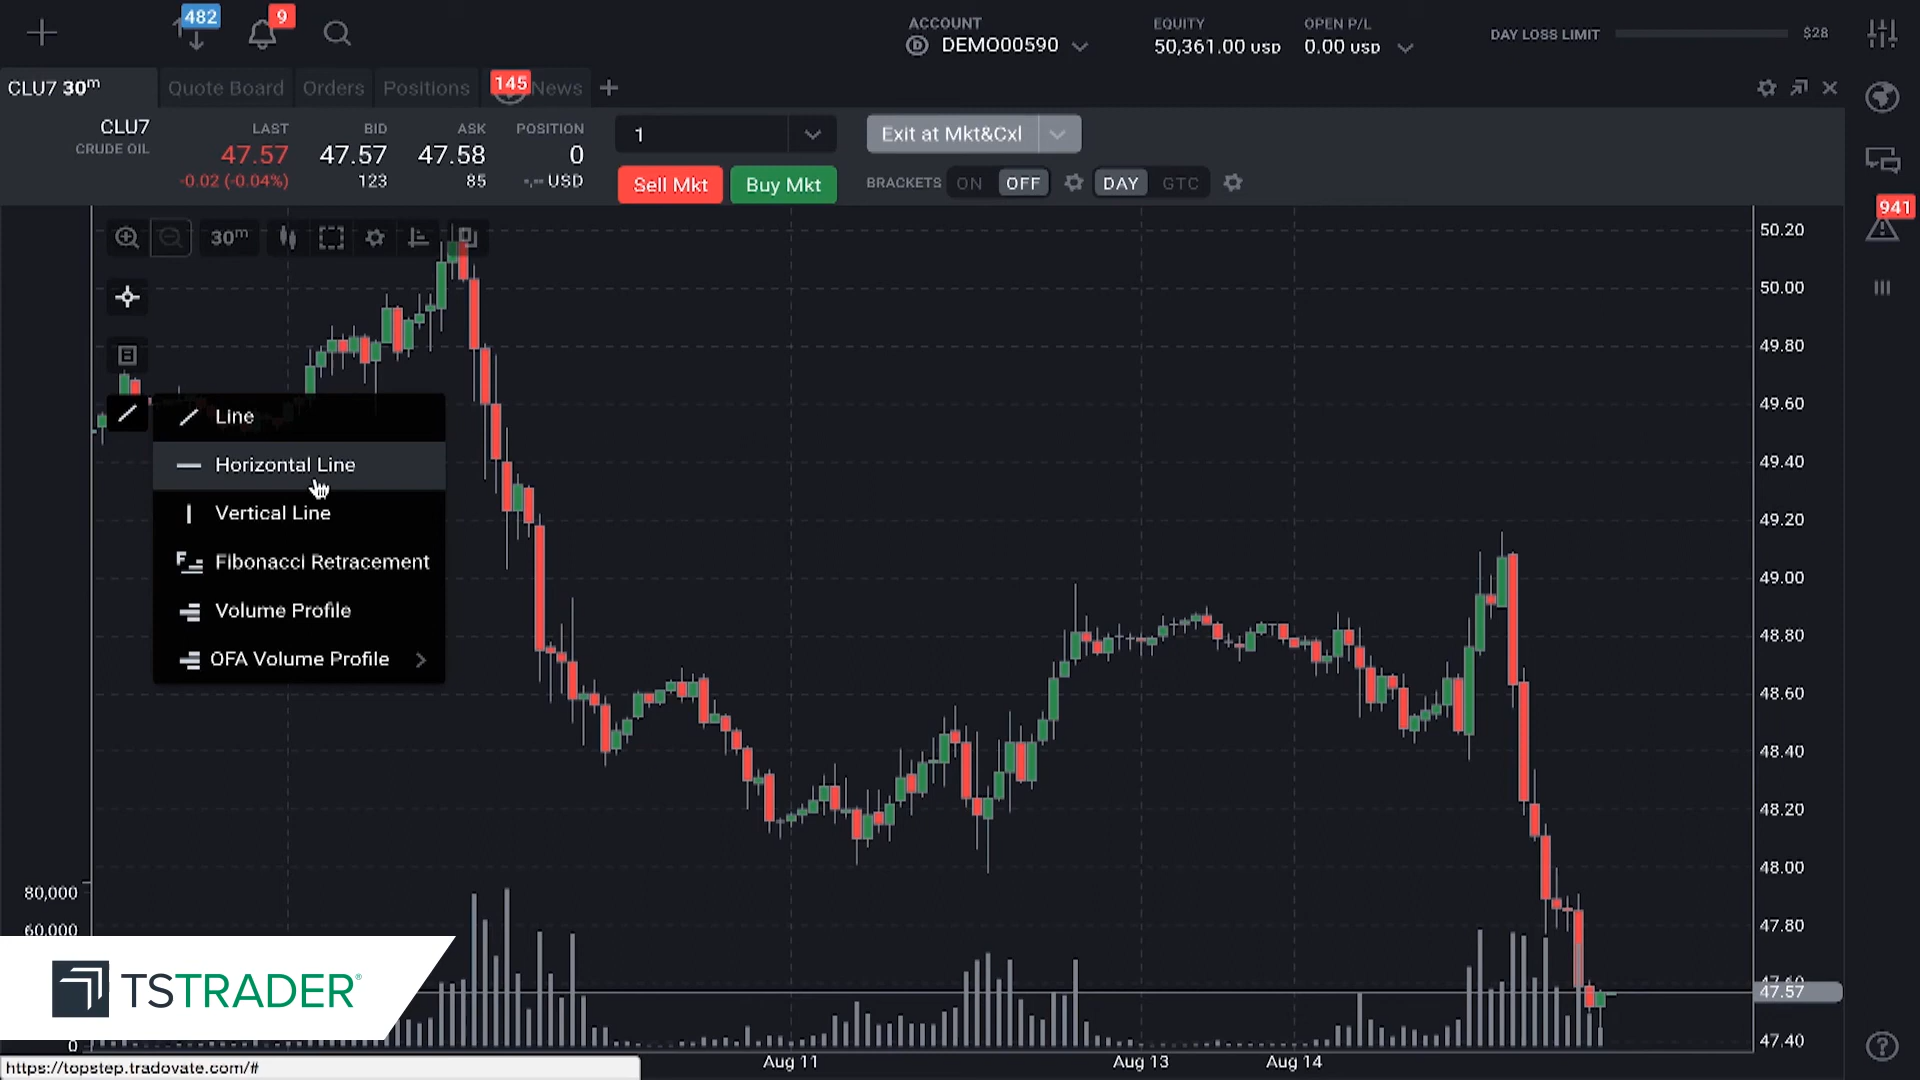 482
9
ACCOUNT
DEMO00590
EQUITY
50,361.00 USD
OPEN P/L
0.00 USD
DAY LOSS LIMIT
$28
CLU7 30m
Quote Board
Orders
Positions
145
News
CLU7
CRUDE OIL
LAST
47.57
-0.02 (-0.04%)
BID
47.57
123
ASK
47.58
85
POSITION
0
-.-- USD
1
Sell Mkt
Buy Mkt
Exit at Mkt&Cxl
BRACKETS
ON
OFF
DAY
GTC
941
30m
Line
Horizontal Line
Vertical Line
Fibonacci Retracement
Volume Profile
OFA Volume Profile
50.20
50.00
49.80
49.60
49.40
49.20
49.00
48.80
48.60
48.40
48.20
48.00
47.80
47.60
47.57
47.40
80,000
60,000
0
TSTRADER®
Aug 11
Aug 13
Aug 14
https://topstep.tradovate.com/#